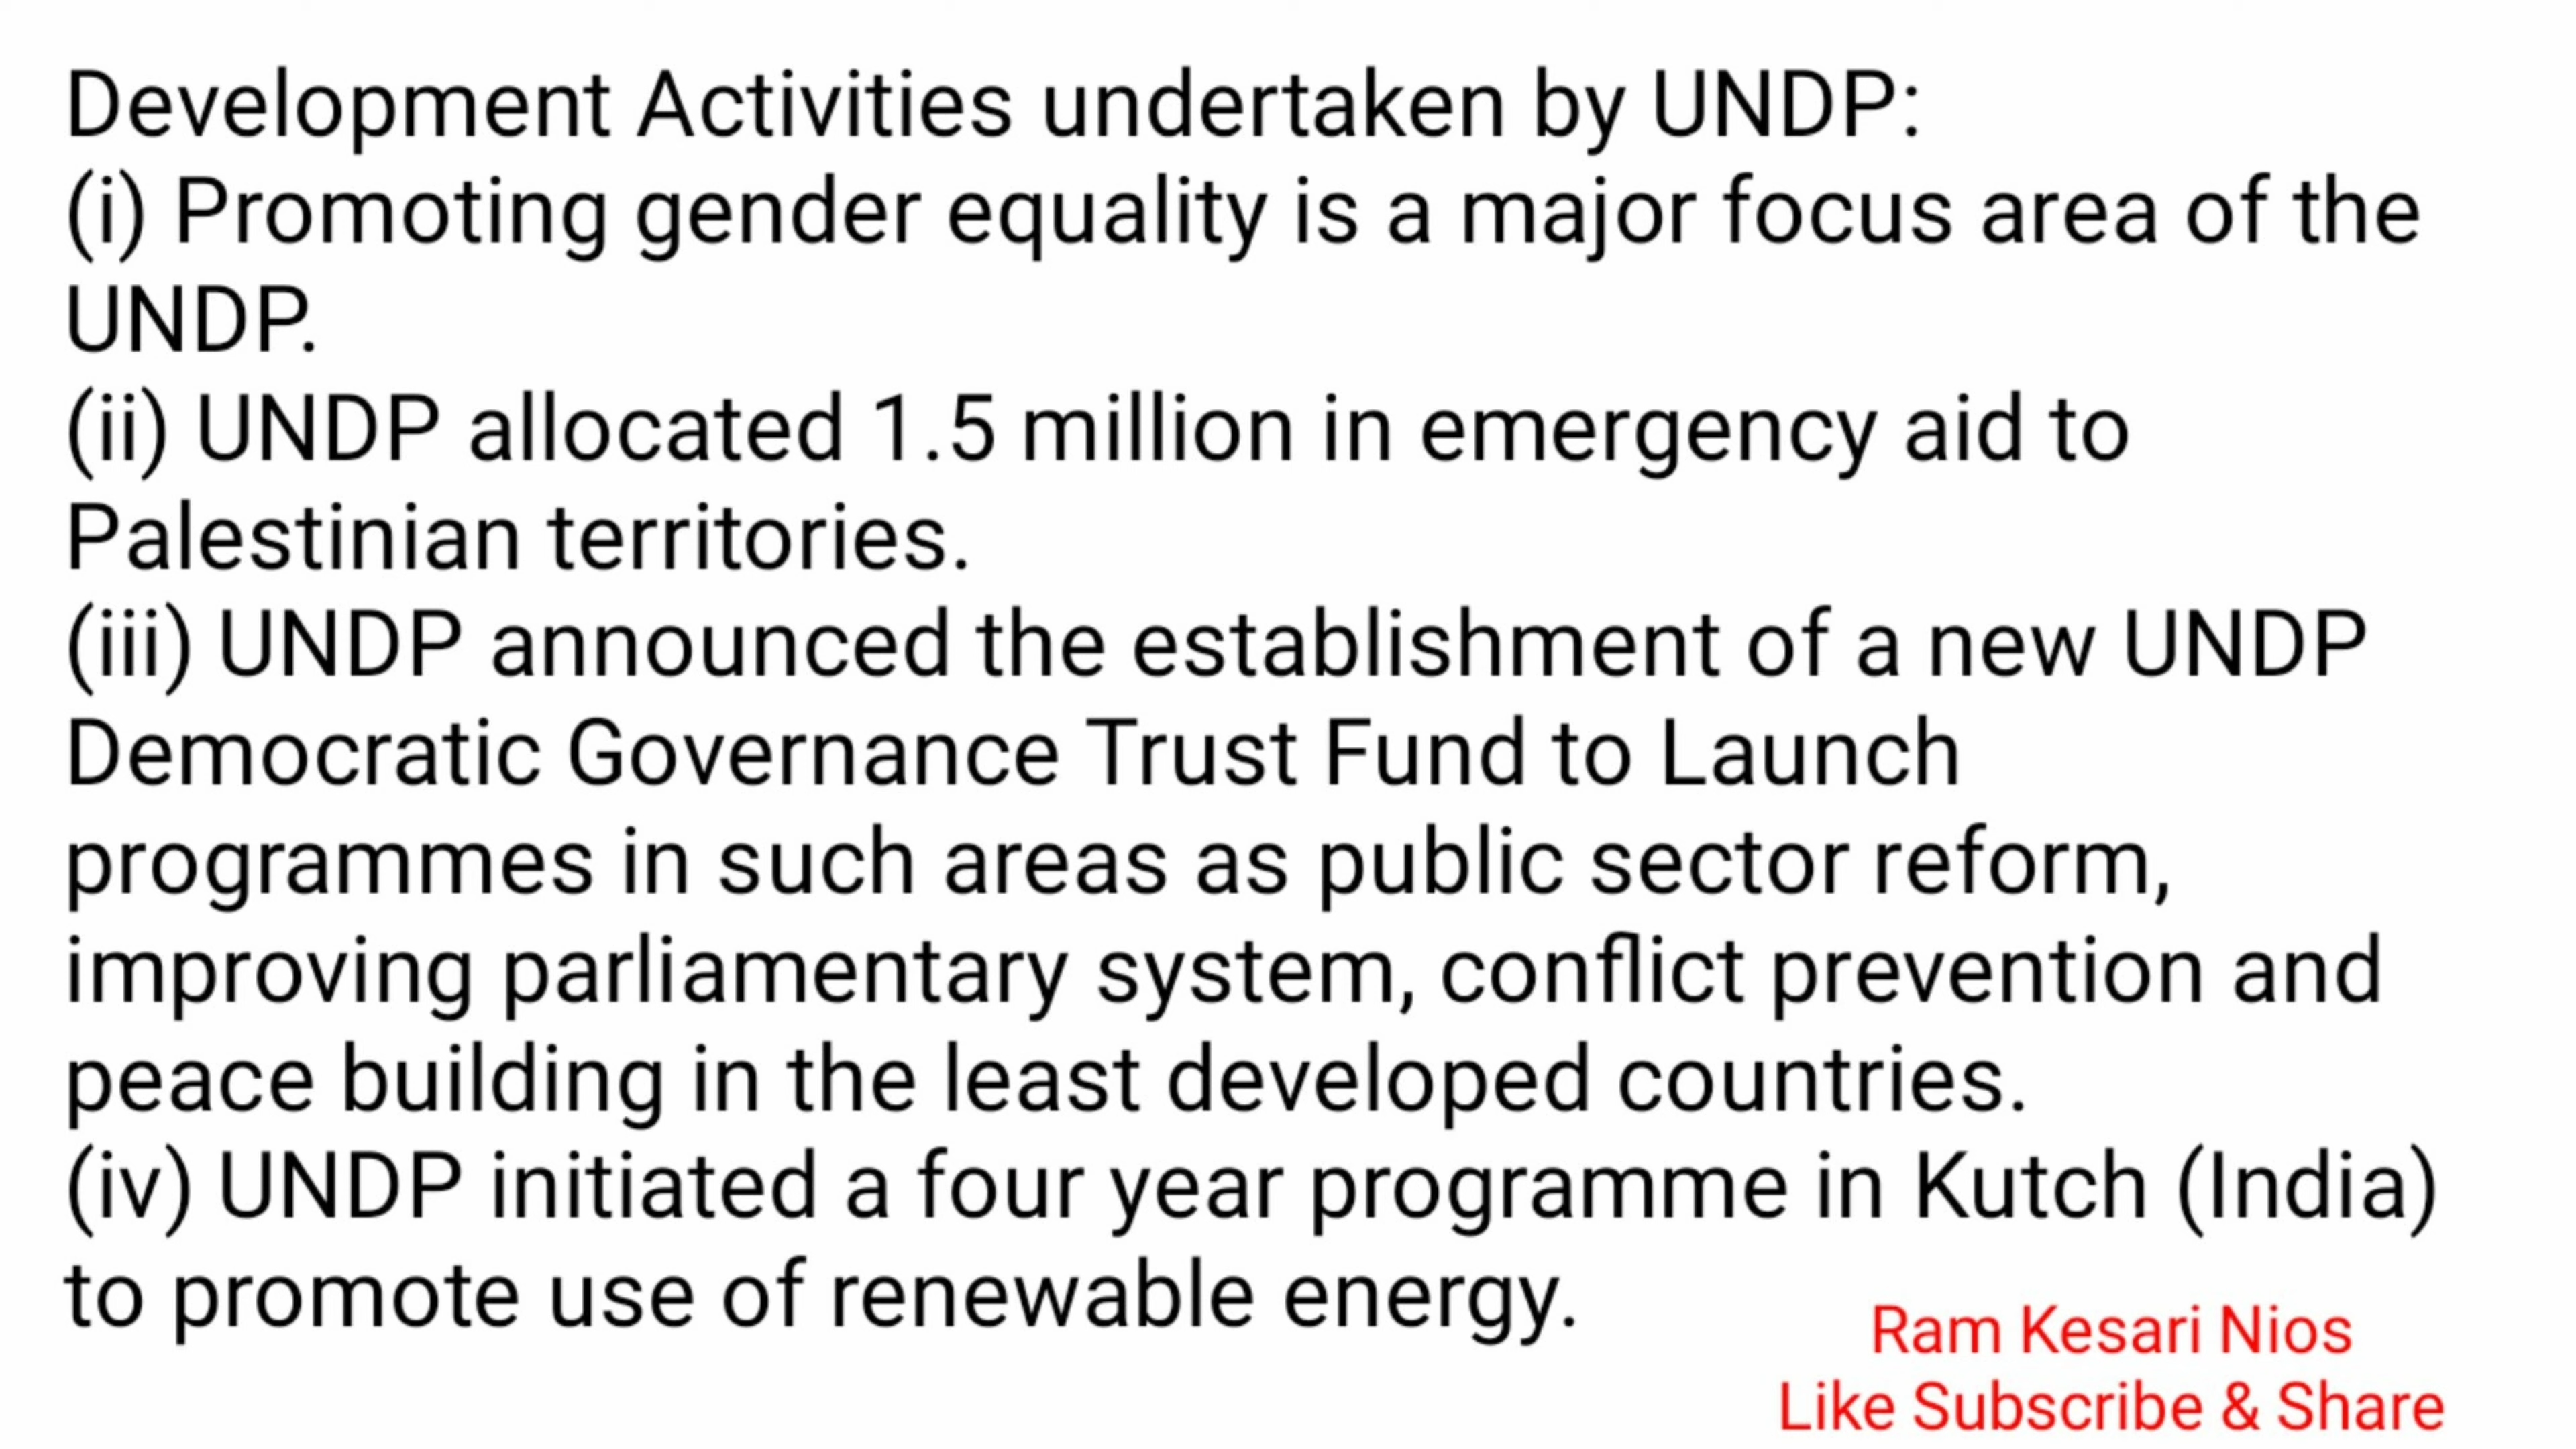 Development Activities undertaken by UNDP:
(i) Promoting gender equality is a major focus area of the
UNDP.
(ii) UNDP allocated 1.5 million in emergency aid to
Palestinian territories.
(iii) UNDP announced the establishment of a new UNDP
Democratic Governance Trust Fund to Launch
programmes in such areas as public sector reform,
improving parliamentary system, conflict prevention and
peace building in the least developed countries.
(iv) UNDP initiated a four year programme in Kutch (India)
to promote use of renewable energy.
Ram Kesari Nios
Like Subscribe & Share